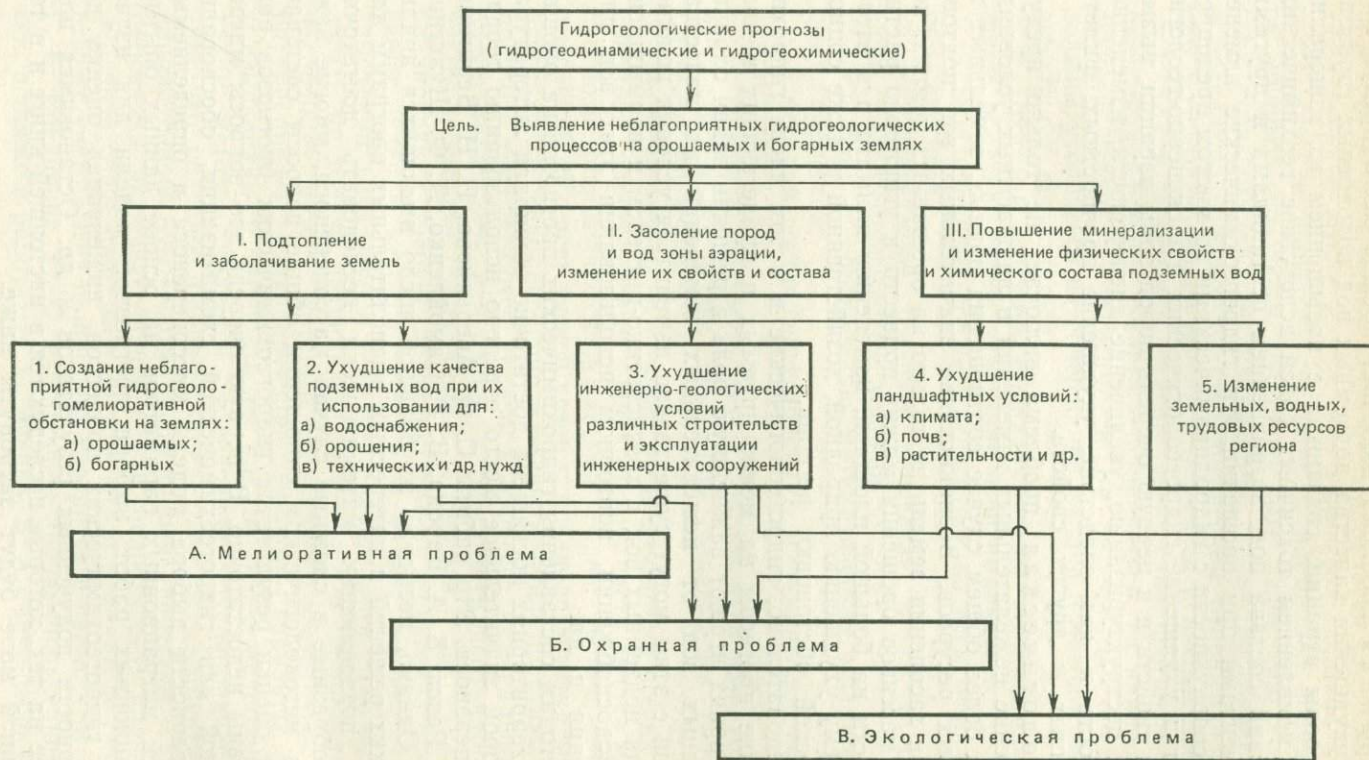 Гидрогеологические прогнозы
( гидрогеодинамические и гидрогеохимические)
Цель. Выявление неблагоприятных гидрогеологических
процессов на орошаемых и богарных землях
I. Подтопление
и заболачивание земель
II. Засоление пород
и вод зоны аэрации,
изменение их свойств и состава
III. Повышение минерализации
и изменение физических свойств
и химического состава подземных вод
1. Создание неблаго-
приятной гидрогеоло-
гомелиоративной
обстановки на землях:
а) орошаемых;
б) богарных
2. Ухудшение качества
подземных вод при их
использовании для:
а) водоснабжения;
б) орошения;
в) технических и др. нужд
3. Ухудшение
инженерно-геологических
условий
различных строительств
и эксплуатации
инженерных сооружений
4. Ухудшение
ландшафтных условий:
а) климата;
б) почв;
в) растительности и др.
5. Изменение
земельных, водных,
трудовых ресурсов
региона
А. Мелиоративная проблема
Б. Охранная проблема
В. Экологическая проблема